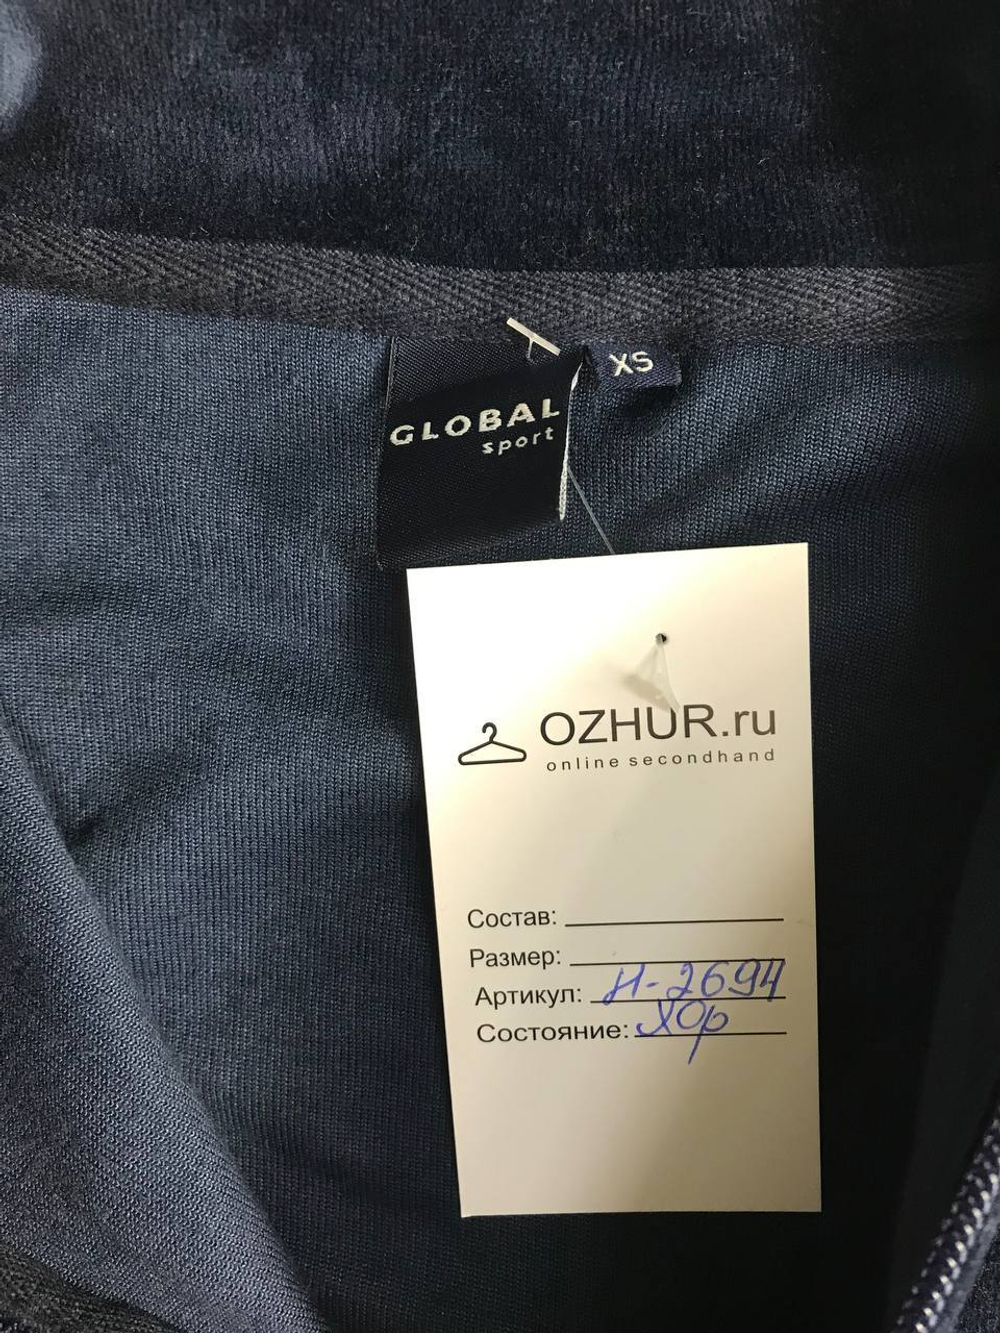 XS
GLOBAL
sport
OZHUR.ru
online secondhand
Состав:
Размер:
Артикул: Н-2694
Состояние: хор